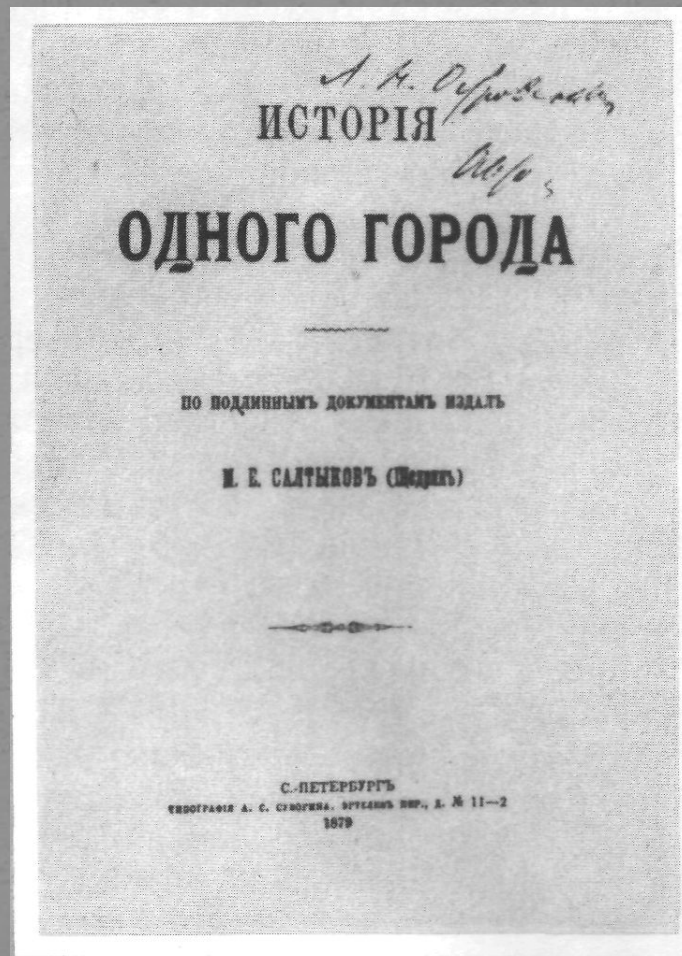 А. Н. Островскому
ИСТОРІЯ
Авто
ОДНОГО ГОРОДА
ПО ПОДЛИННЫМЪ ДОКУМЕНТАМЪ ИЗДАЛЪ
М. Е. САЛТЫКОВЪ (Щедринъ)
С.-ПЕТЕРБУРГЪ
ТИПОГРАФІЯ А. С. СУВОРИНА. ЭРТЕЛЕВЪ ПЕР., Д. № 11—2
1879